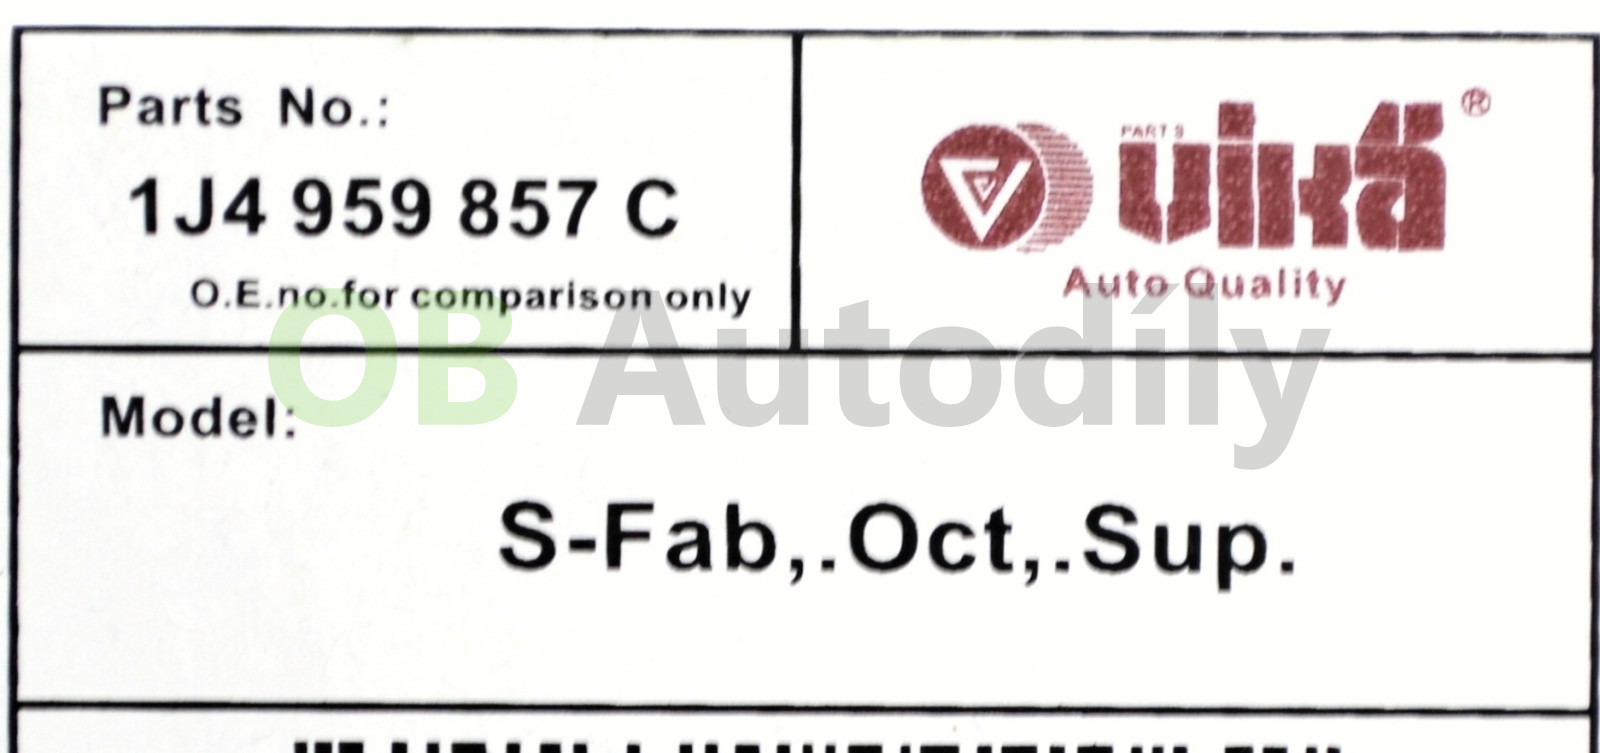 Parts No.:
1J4 959 857 C
O.E.no.for comparison only
PARTS
vika®
Auto Quality
OB Autodíly
Model:
S-Fab,.Oct,.Sup.